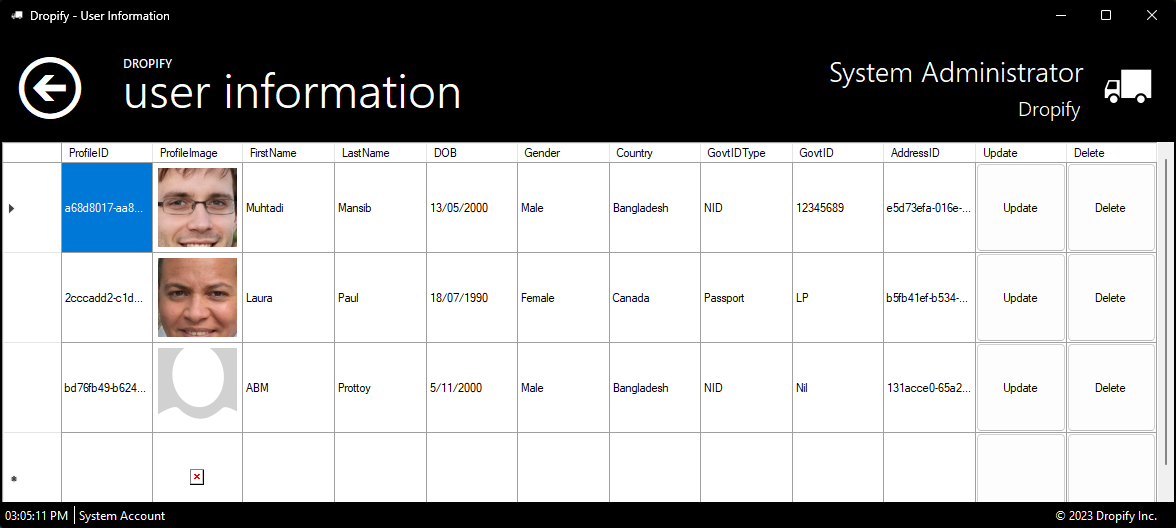 Dropify - User Information
DROPIFY
user information
System Administrator
Dropify
ProfileID ProfileImage FirstName LastName DOB Gender Country GovtIDType GovtID AddressID Update Delete
a68d8017-aa8... Muhtadi Mansib 13/05/2000 Male Bangladesh NID 12345689 e5d73efa-016e-... Update Delete
2cccadd2-c1d... Laura Paul 18/07/1990 Female Canada Passport LP b5fb41ef-b534-... Update Delete
bd76fb49-b624... ABM Prottoy 5/11/2000 Male Bangladesh NID Nil 131acce0-65a2... Update Delete
03:05:11 PM System Account © 2023 Dropify Inc.